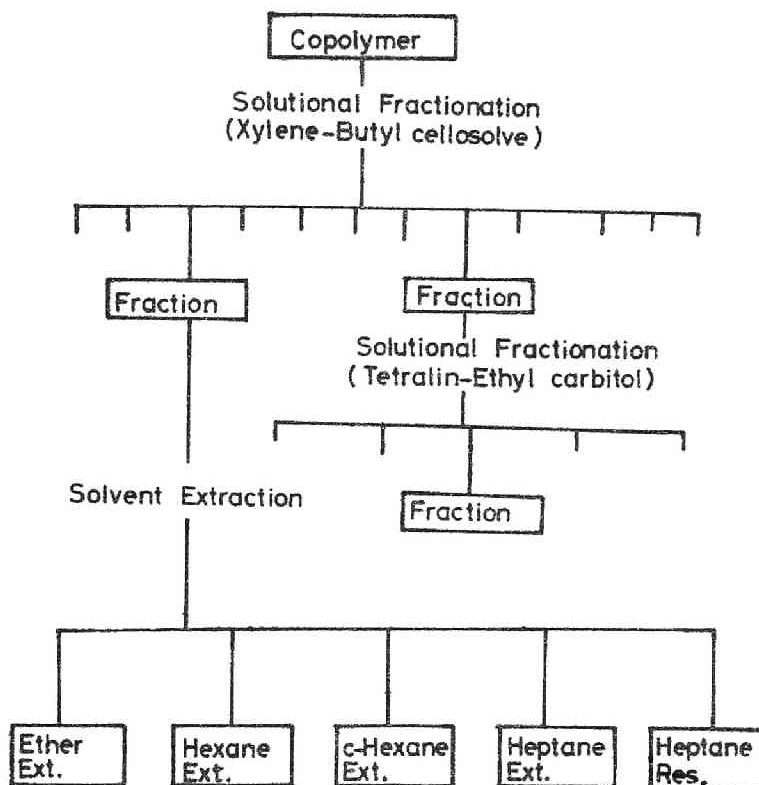 Copolymer
Solutional Fractionation
(Xylene-Butyl cellosolve)
Fraction
Fraction
Solutional Fractionation
(Tetralin-Ethyl carbitol)
Solvent Extraction
Fraction
Ether
Ext.
Hexane
Ext.
c-Hexane
Ext.
Heptane
Ext.
Heptane
Res.